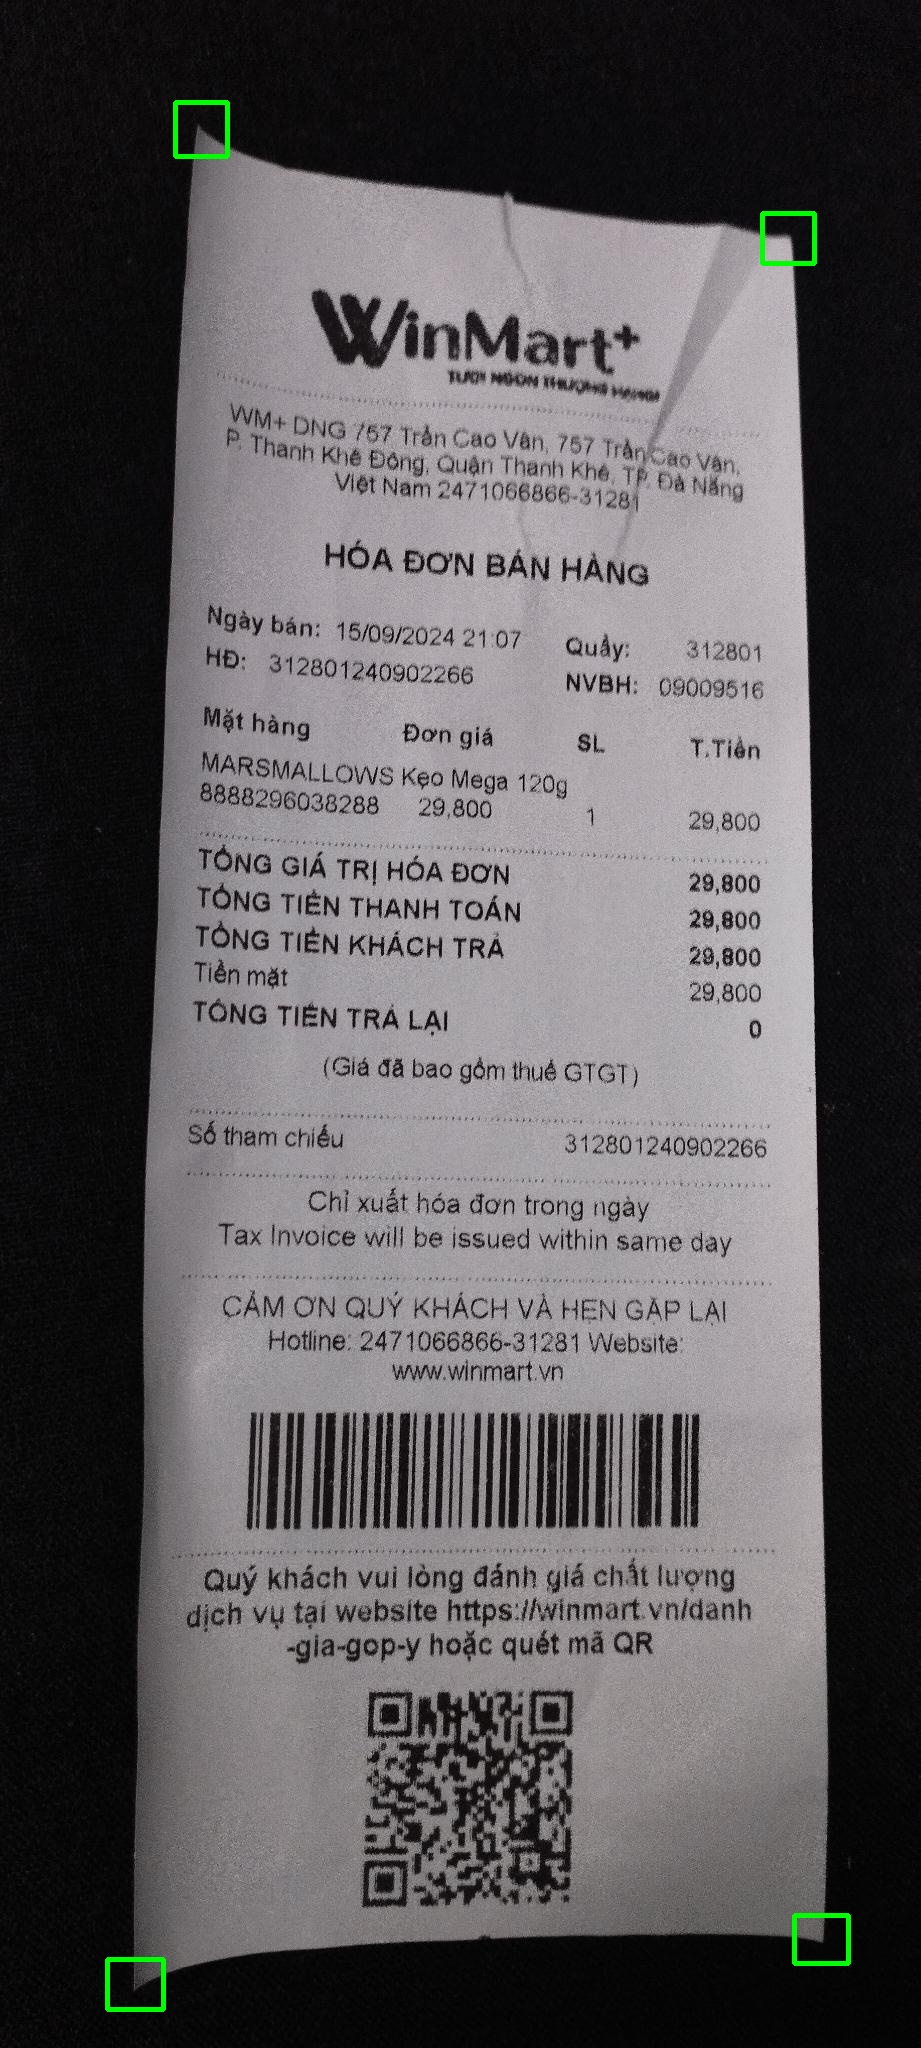 WinMart+
TƯƠI NGON THƯỢNG HẠNG
WM+ DNG 757 Trần Cao Vân, 757 Trần Cao Vân,
P. Thanh Khê Đông, Quận Thanh Khê, TP. Đà Nẵng
Việt Nam 2471066866-31281
HÓA ĐƠN BÁN HÀNG
Ngày bán: 15/09/2024 21:07 Quầy: 312801
HĐ: 312801240902266 NVBH: 09009516
Mặt hàng Đơn giá SL T.Tiền
MARSMALLOWS Kẹo Mega 120g
8888296038288 29,800 1 29,800
TỔNG GIÁ TRỊ HÓA ĐƠN 29,800
TỔNG TIỀN THANH TOÁN 29,800
TỔNG TIỀN KHÁCH TRẢ 29,800
Tiền mặt 29,800
TỔNG TIỀN TRẢ LẠI 0
(Giá đã bao gồm thuế GTGT)
Số tham chiếu 312801240902266
Chỉ xuất hóa đơn trong ngày
Tax Invoice will be issued within same day
CẢM ƠN QUÝ KHÁCH VÀ HẸN GẶP LẠI
Hotline: 2471066866-31281 Website:
www.winmart.vn
Quý khách vui lòng đánh giá chất lượng
dịch vụ tại website https://winmart.vn/danh
-gia-gop-y hoặc quét mã QR